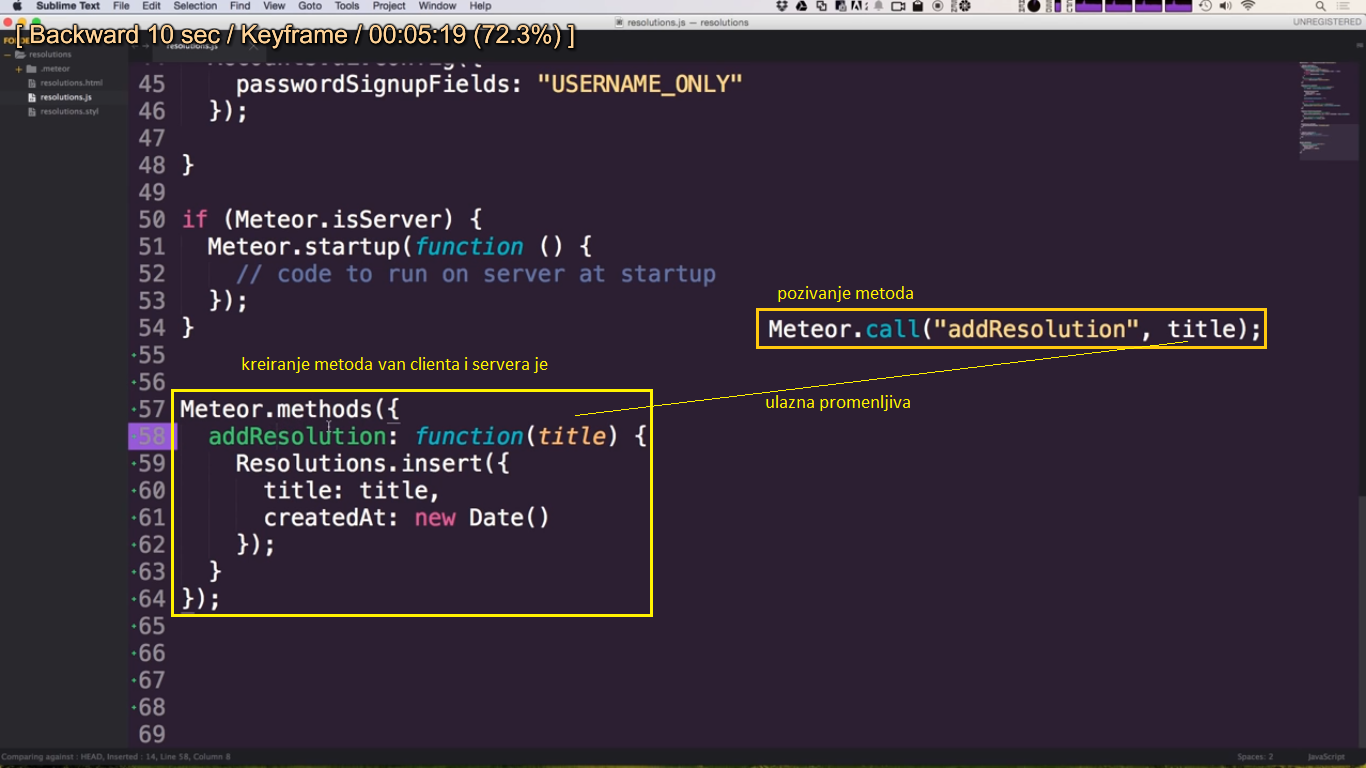 Sublime Text File Edit Selection Find View Goto Tools Project Window Help
resolutions.js — resolutions
UNREGISTERED
[ Backward 10 sec / Keyframe / 00:05:19 (72.3%) ]
resolutions.js
resolutions
.meteor
resolutions.html
resolutions.js
resolutions.styl
45 passwordSignupFields: "USERNAME_ONLY"
46 });
47
48 }
49
50 if (Meteor.isServer) {
51 Meteor.startup(function () {
52 // code to run on server at startup
53 });
54 }
55
56
pozivanje metoda
Meteor.call("addResolution", title);
kreiranje metoda van clienta i servera je
ulazna promenljiva
57 Meteor.methods({
58 addResolution: function(title) {
59 Resolutions.insert({
60 title: title,
61 createdAt: new Date()
62 });
63 }
64 });
65
66
67
68
69
Comparing against : HEAD, Inserted : 14, Line 58, Column 8
Spaces: 2
JavaScript